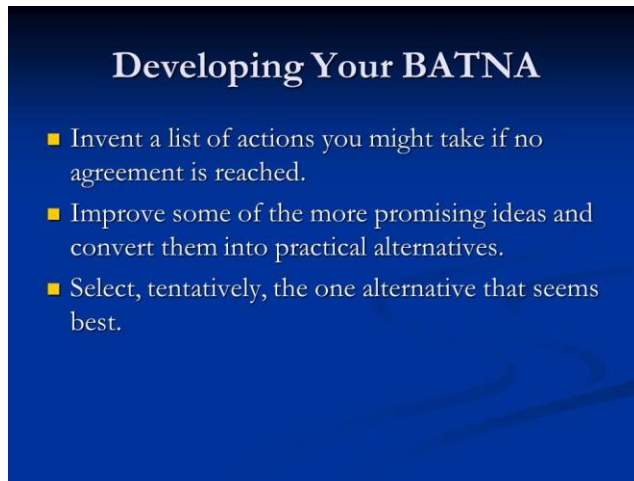 Developing Your BATNA
Invent a list of actions you might take if no
agreement is reached.
Improve some of the more promising ideas and
convert them into practical alternatives.
Select, tentatively, the one alternative that seems
best.